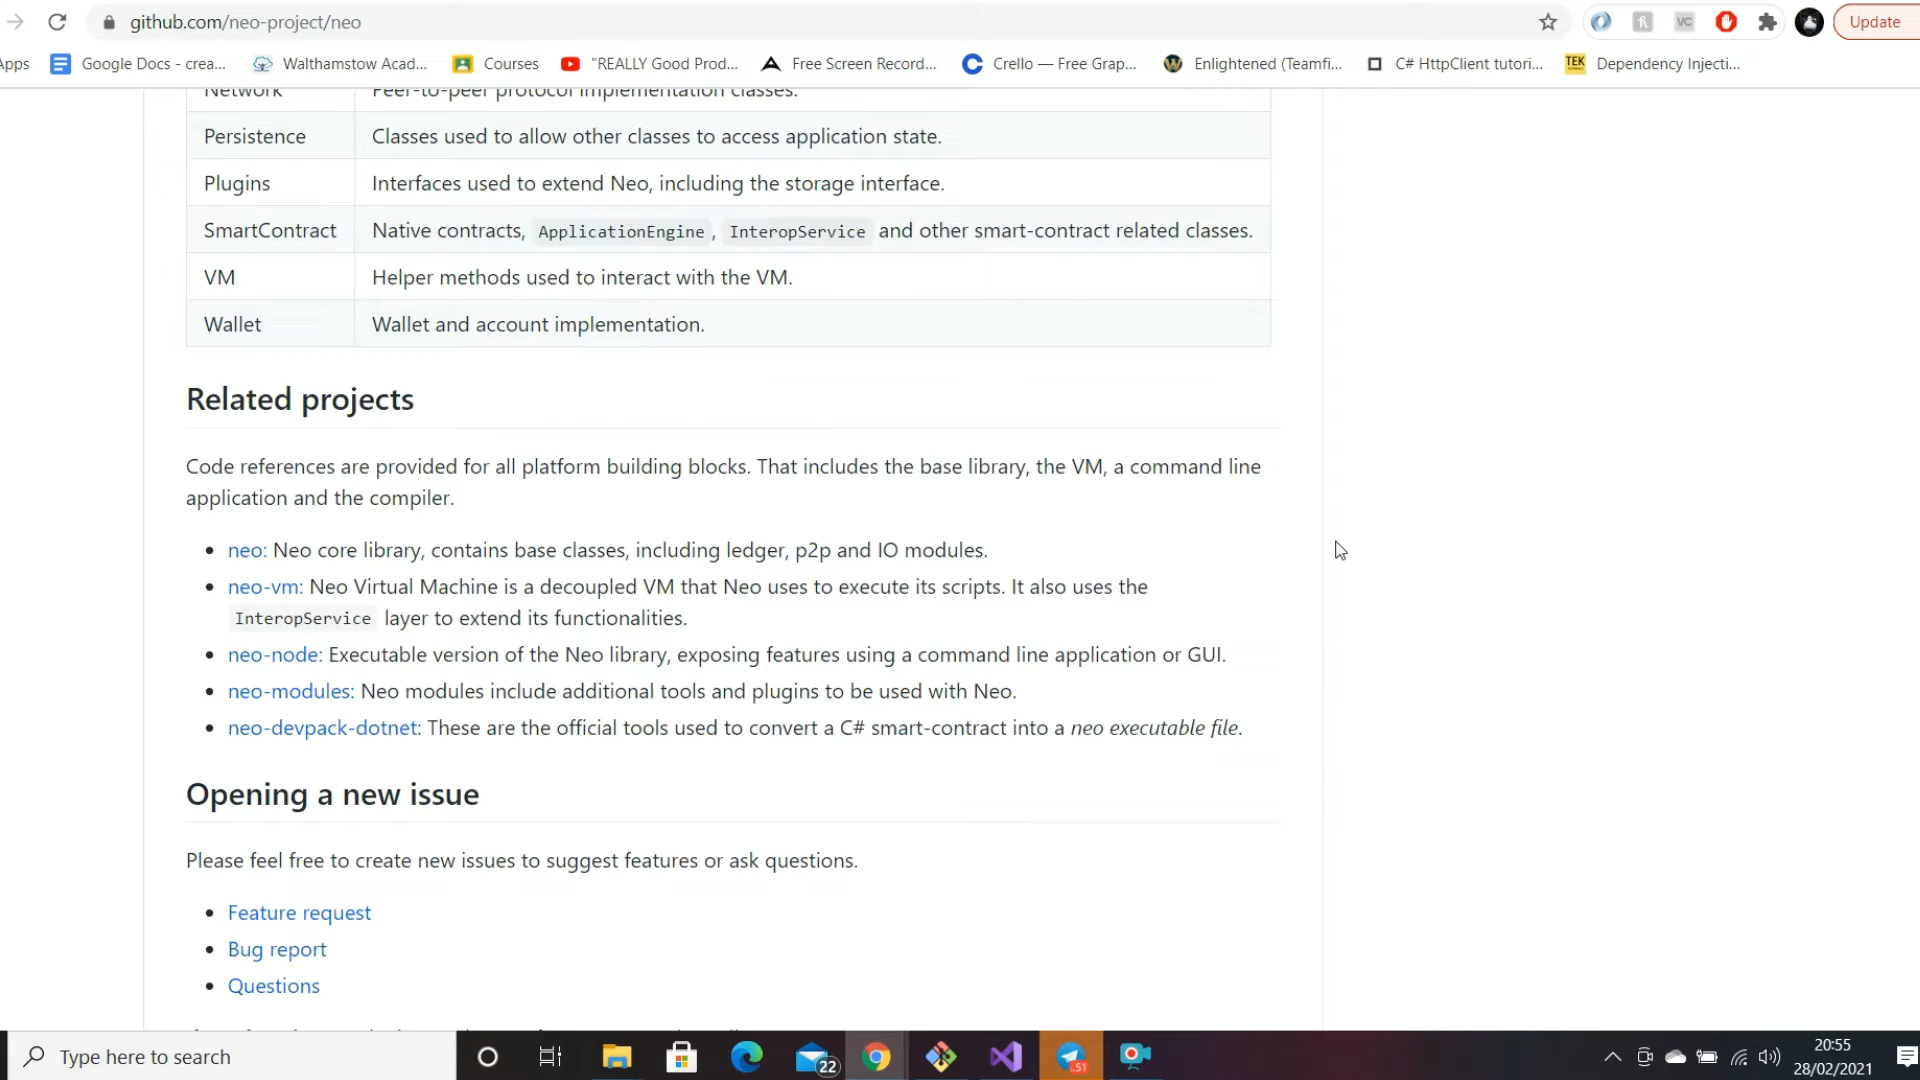 github.com/neo-project/neo
Update
Apps
Google Docs - crea...
Walthamstow Acad...
Courses
"REALLY Good Prod...
Free Screen Record...
Crello — Free Grap...
Enlightened (Teamfi...
C# HttpClient tutori...
TEK
Dependency Injecti...
VC
Network Peer-to-peer protocol implementation classes.
Persistence Classes used to allow other classes to access application state.
Plugins Interfaces used to extend Neo, including the storage interface.
SmartContract Native contracts, ApplicationEngine, InteropService and other smart-contract related classes.
VM Helper methods used to interact with the VM.
Wallet Wallet and account implementation.
Related projects
Code references are provided for all platform building blocks. That includes the base library, the VM, a command line
application and the compiler.
neo: Neo core library, contains base classes, including ledger, p2p and IO modules.
neo-vm: Neo Virtual Machine is a decoupled VM that Neo uses to execute its scripts. It also uses the
InteropService layer to extend its functionalities.
neo-node: Executable version of the Neo library, exposing features using a command line application or GUI.
neo-modules: Neo modules include additional tools and plugins to be used with Neo.
neo-devpack-dotnet: These are the official tools used to convert a C# smart-contract into a neo executable file.
Opening a new issue
Please feel free to create new issues to suggest features or ask questions.
Feature request
Bug report
Questions
Type here to search
22
51
20:55
28/02/2021